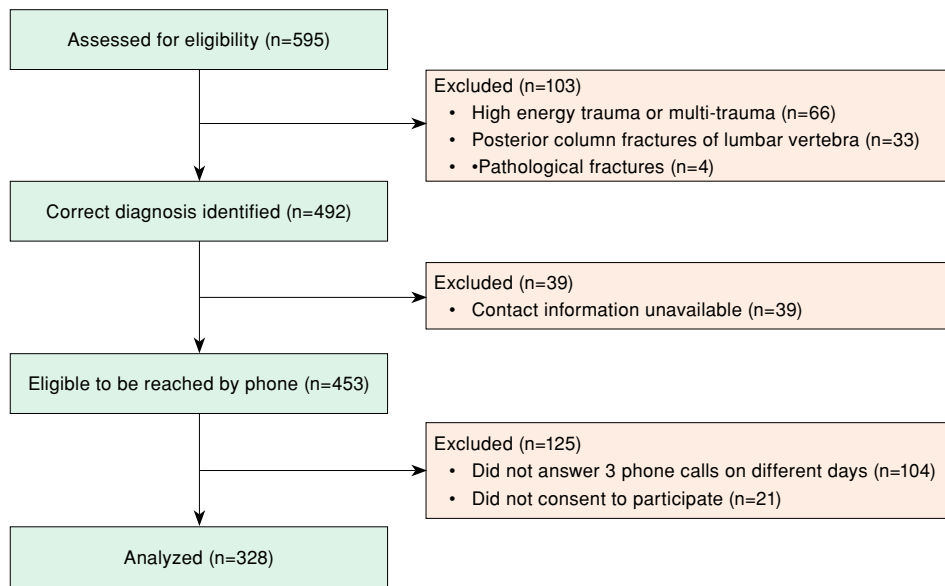 Assessed for eligibility (n=595)
Excluded (n=103)
• High energy trauma or multi-trauma (n=66)
• Posterior column fractures of lumbar vertebra (n=33)
• •Pathological fractures (n=4)
Correct diagnosis identified (n=492)
Excluded (n=39)
• Contact information unavailable (n=39)
Eligible to be reached by phone (n=453)
Excluded (n=125)
• Did not answer 3 phone calls on different days (n=104)
• Did not consent to participate (n=21)
Analyzed (n=328)